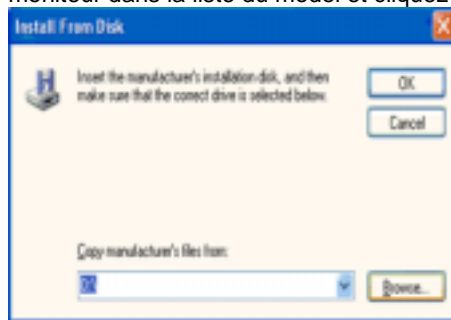 moniteur dans la liste du model et cliquez
Install From Disk
Insert the manufacturer's installation disk, and then
make sure that the correct drive is selected below.
OK
Cancel
Copy manufacturer's files from:
D:\
Browse...